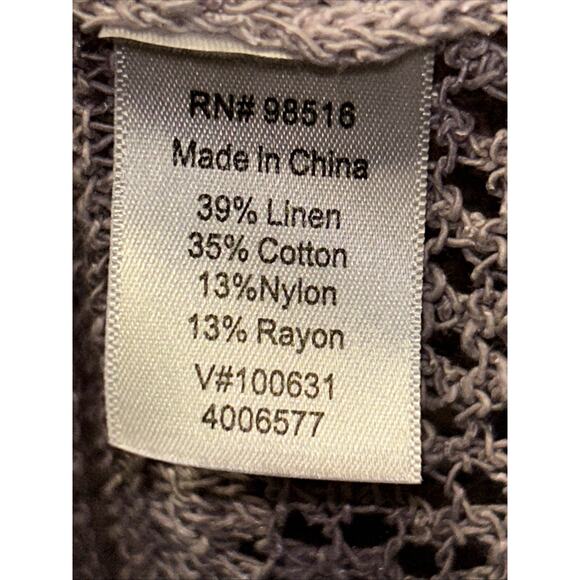 RN# 98516
Made In China
39% Linen
35% Cotton
13%Nylon
13% Rayon
V#100631
4006577